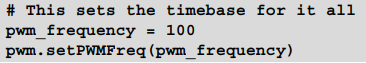 # This sets the timebase for it all
pwm_frequency = 100
pwm.setPWMFreq(pwm_frequency)